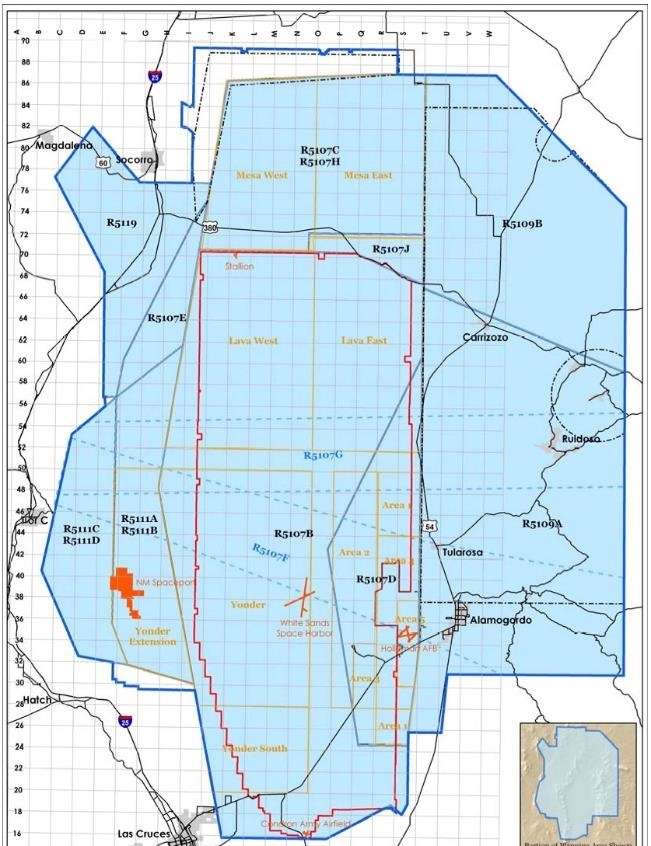 A B C D E F G H I J K L M N O P Q R S T U V W
70
88
86
84
82
80
78
76
74
72
70
68
66
64
62
60
58
56
54
52
50
48
46
44
42
40
38
36
34
32
30
28
26
24
22
20
18
16
25
Magdalena
60
Socorro
R5107C
R5107H
Mesa West
Mesa East
R5119
380
R5109B
R5107J
Stallion
R5107E
Lava West
Lava East
Carrizozo
Ruidoso
R5107G
Area
R5111C
R5111D
R5111A
R5111B
R5107B
54
R5109A
R5107F
Area 2
Tularosa
NM Spaceport
R5107D
Yonder
White Sands
Space Harbor
Area 5
Alamogordo
Yonder
Extension
Holloman AFB
Area
Hatch
25
Area 1
Yonder South
Las Cruces
Condron Army Airfield